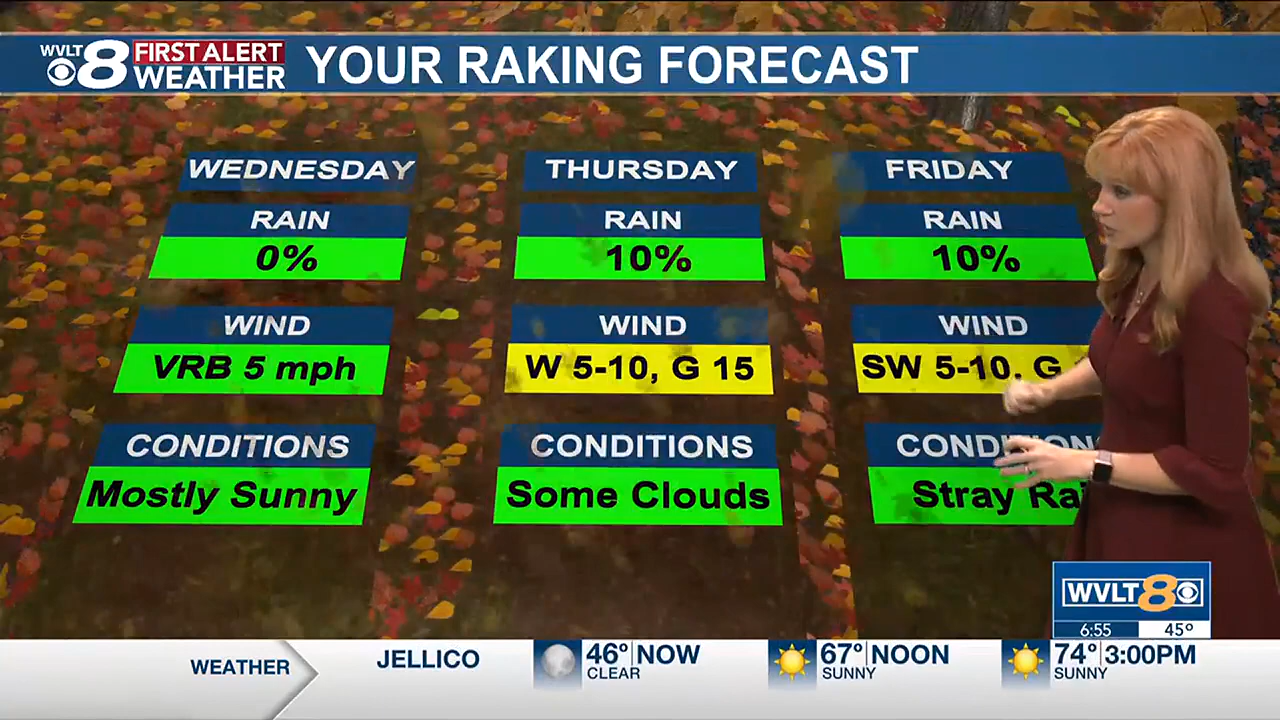 WVLT 8 FIRST ALERT WEATHER
YOUR RAKING FORECAST
WEDNESDAY
RAIN
0%
WIND
VRB 5 mph
CONDITIONS
Mostly Sunny
THURSDAY
RAIN
10%
WIND
W 5-10, G 15
CONDITIONS
Some Clouds
FRIDAY
RAIN
10%
WIND
SW 5-10, G
CONDITIONS
Stray
WVLT 8
6:55 45°
WEATHER
JELLICO
46° NOW
CLEAR
67° NOON
SUNNY
74° 3:00PM
SUNNY